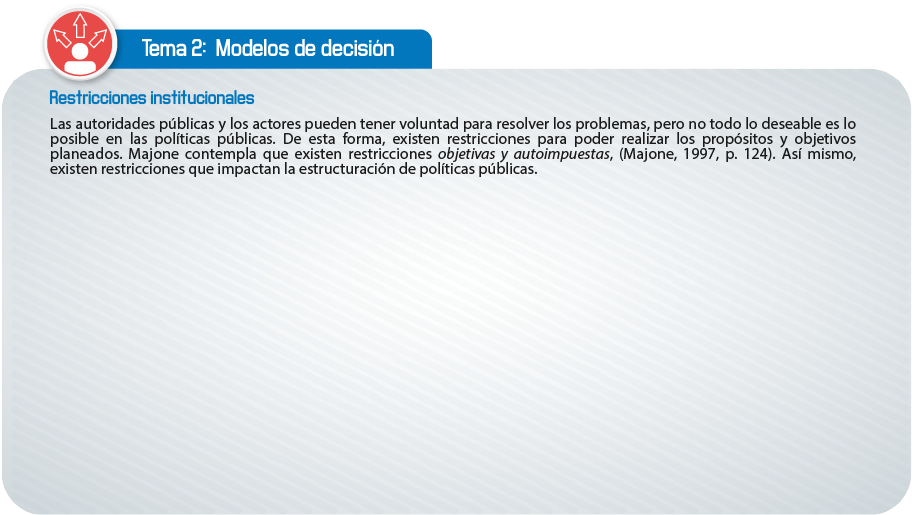 Tema 2: Modelos de decisión
Restricciones institucionales
Las autoridades públicas y los actores pueden tener voluntad para resolver los problemas, pero no todo lo deseable es lo
posible en las políticas públicas. De esta forma, existen restricciones para poder realizar los propósitos y objetivos
planeados. Majone contempla que existen restricciones objetivas y autoimpuestas, (Majone, 1997, p. 124). Así mismo,
existen restricciones que impactan la estructuración de políticas públicas.